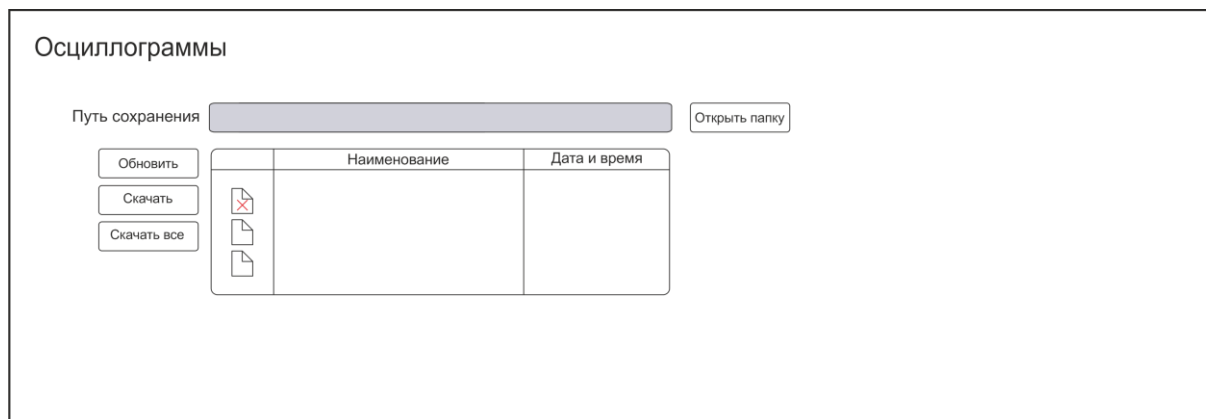 Осциллограммы
Путь сохранения
Открыть папку
Обновить
Наименование
Дата и время
Скачать
Скачать все